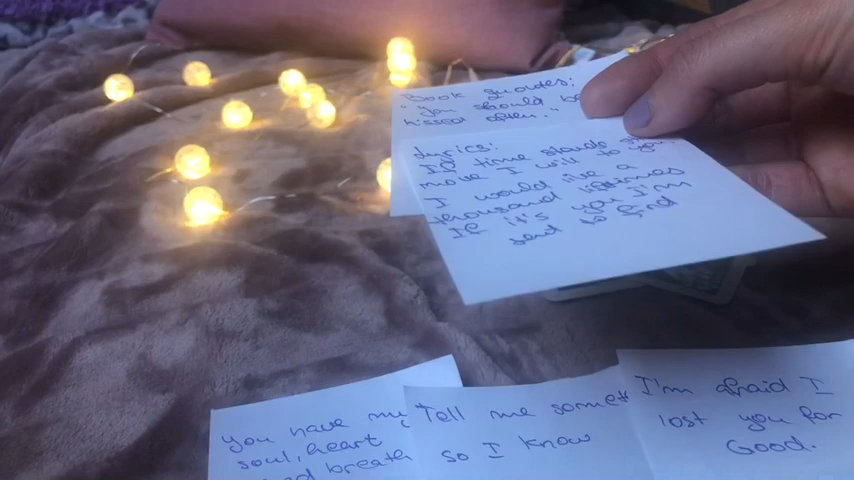 Book quotes:
"you should be
kissed often."
Lyrics:
If time stands still
move I will to you
I would live a
thousand lifetimes
If it's you I'm
send to find
you have my
soul, heart
and breath
Tell me somet
so I know
I'm afraid I
lost you for
Good.